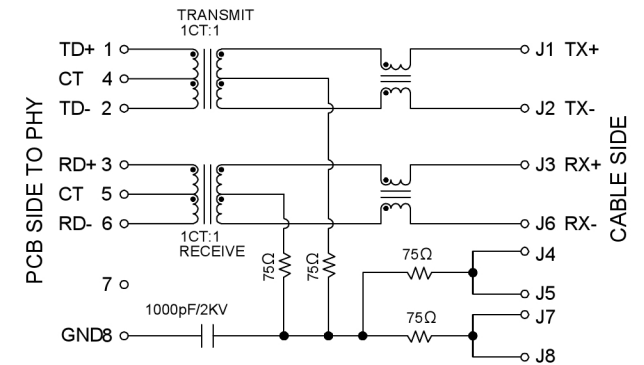 TRANSMIT
1CT:1
TD+ 1
CT 4
TD- 2
J1 TX+
J2 TX-
RD+ 3
CT 5
RD- 6
J3 RX+
J6 RX-
1CT:1
RECEIVE
PCB SIDE TO PHY
CABLE SIDE
75Ω
75Ω
75Ω
J4
J5
7
1000pF/2KV
75Ω
J7
GND8
J8